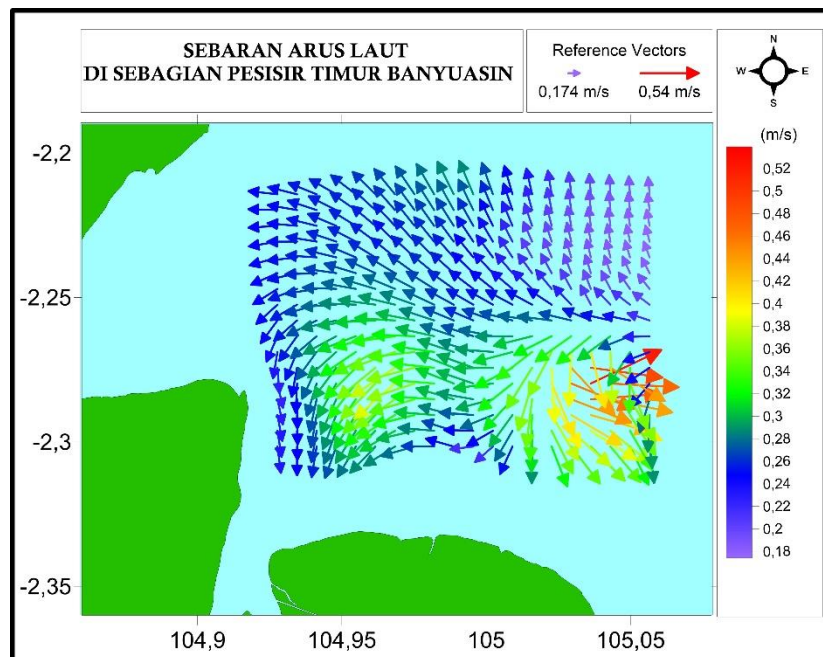 SEBARAN ARUS LAUT
DI SEBAGIAN PESISIR TIMUR BANYUASIN
Reference Vectors
0,174 m/s 0,54 m/s
N
W E
S
(m/s)
0,52
0,5
0,48
0,46
0,44
0,42
0,4
0,38
0,36
0,34
0,32
0,3
0,28
0,26
0,24
0,22
0,2
0,18
-2,2
-2,25
-2,3
-2,35
104,9 104,95 105 105,05